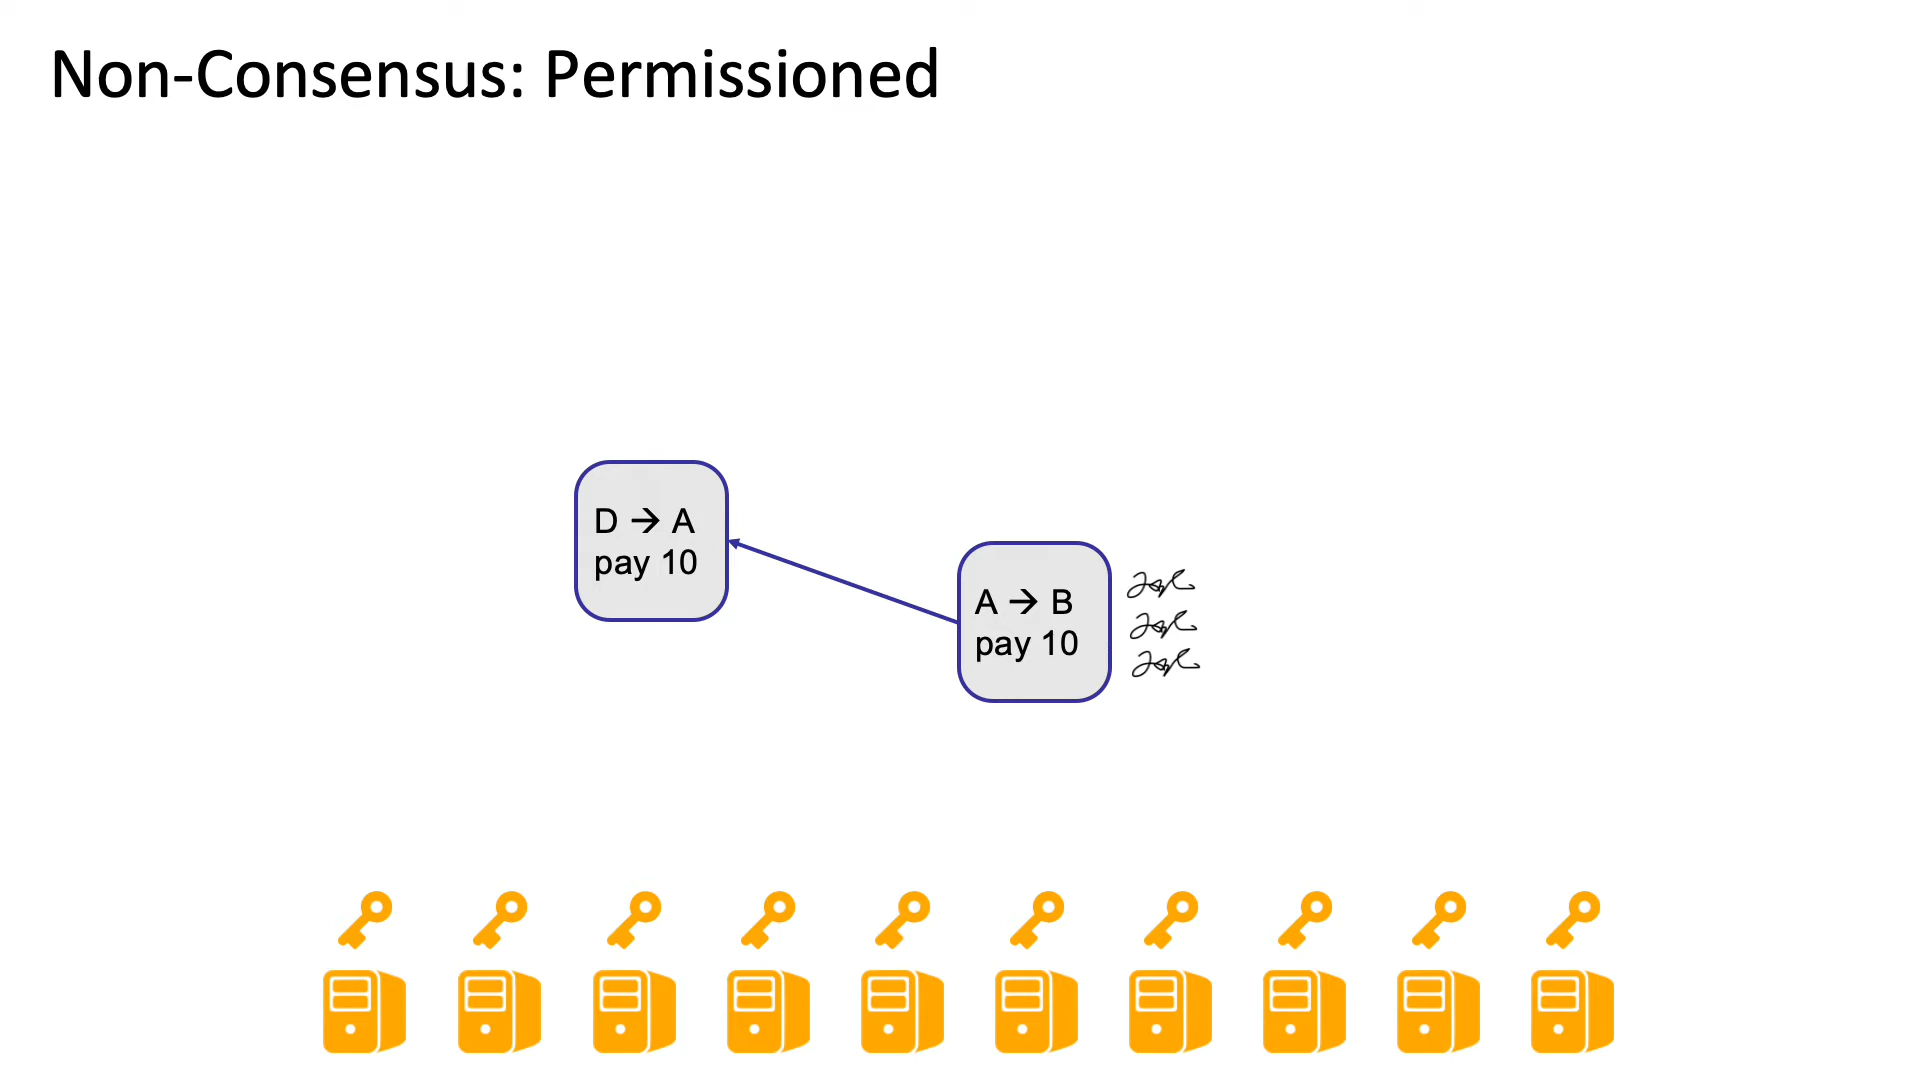 Non-Consensus: Permissioned
D → A
pay 10
A → B
pay 10